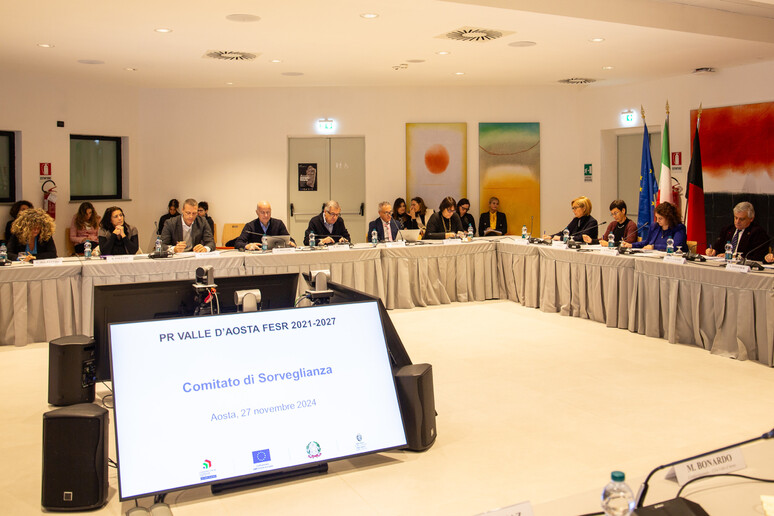 PR VALLE D'AOSTA FESR 2021-2027
Comitato di Sorveglianza
Aosta, 27 novembre 2024
M. BONARDO